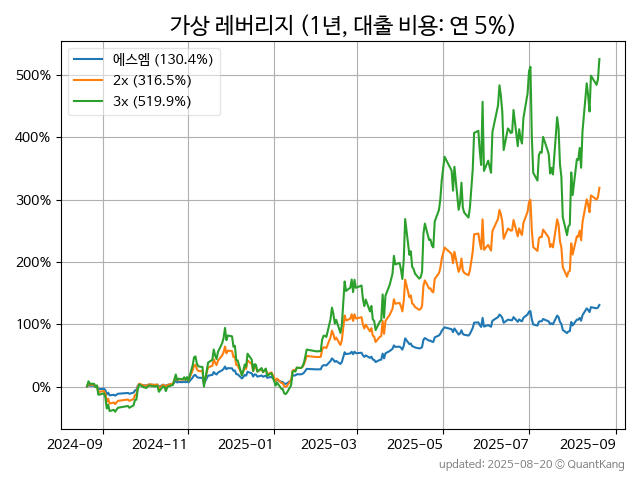 가상 레버리지 (1년, 대출 비용: 연 5%)
에스엠 (130.4%)
2x (316.5%)
3x (519.9%)
500%
400%
300%
200%
100%
0%
2024-09 2024-11 2025-01 2025-03 2025-05 2025-07 2025-09
updated: 2025-08-20 © QuantKang